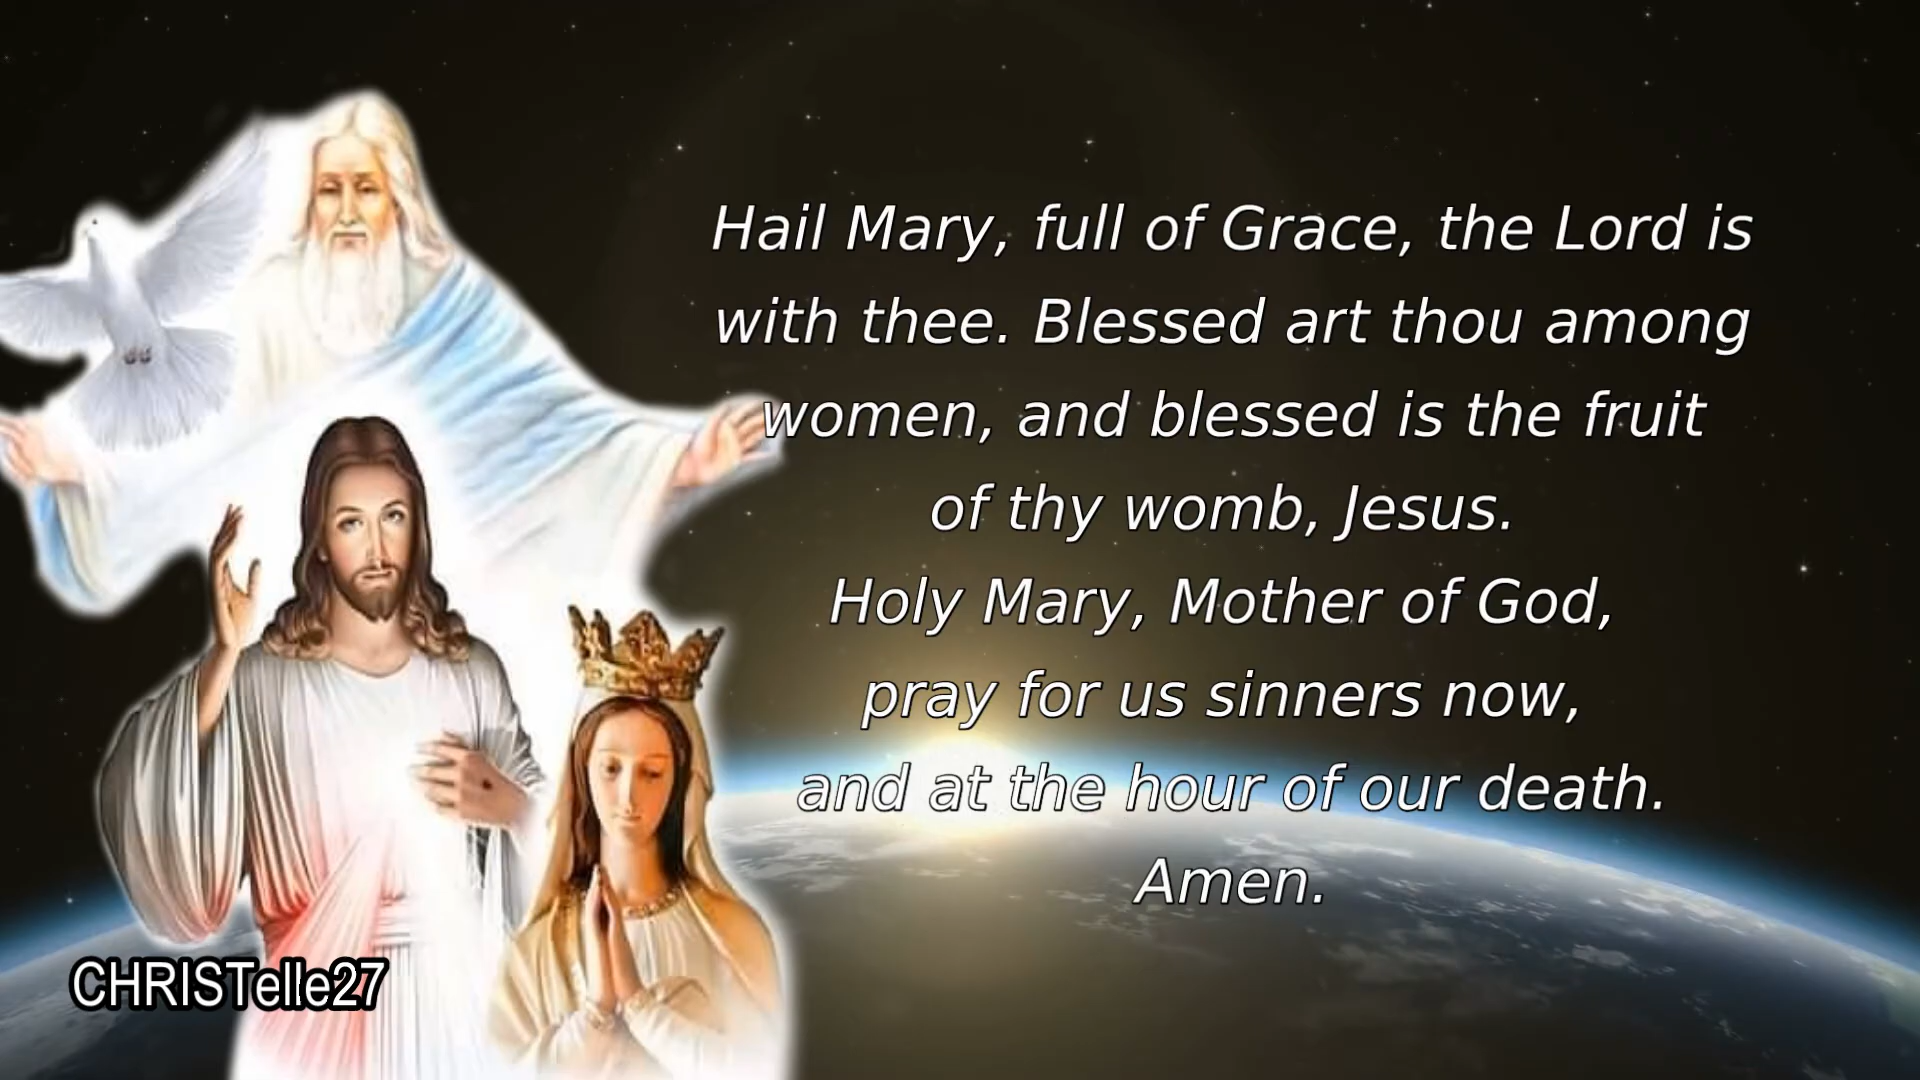 Hail Mary, full of Grace, the Lord is
with thee. Blessed art thou among
women, and blessed is the fruit
of thy womb, Jesus.
Holy Mary, Mother of God,
pray for us sinners now,
and at the hour of our death.
Amen.
CHRISTelle27